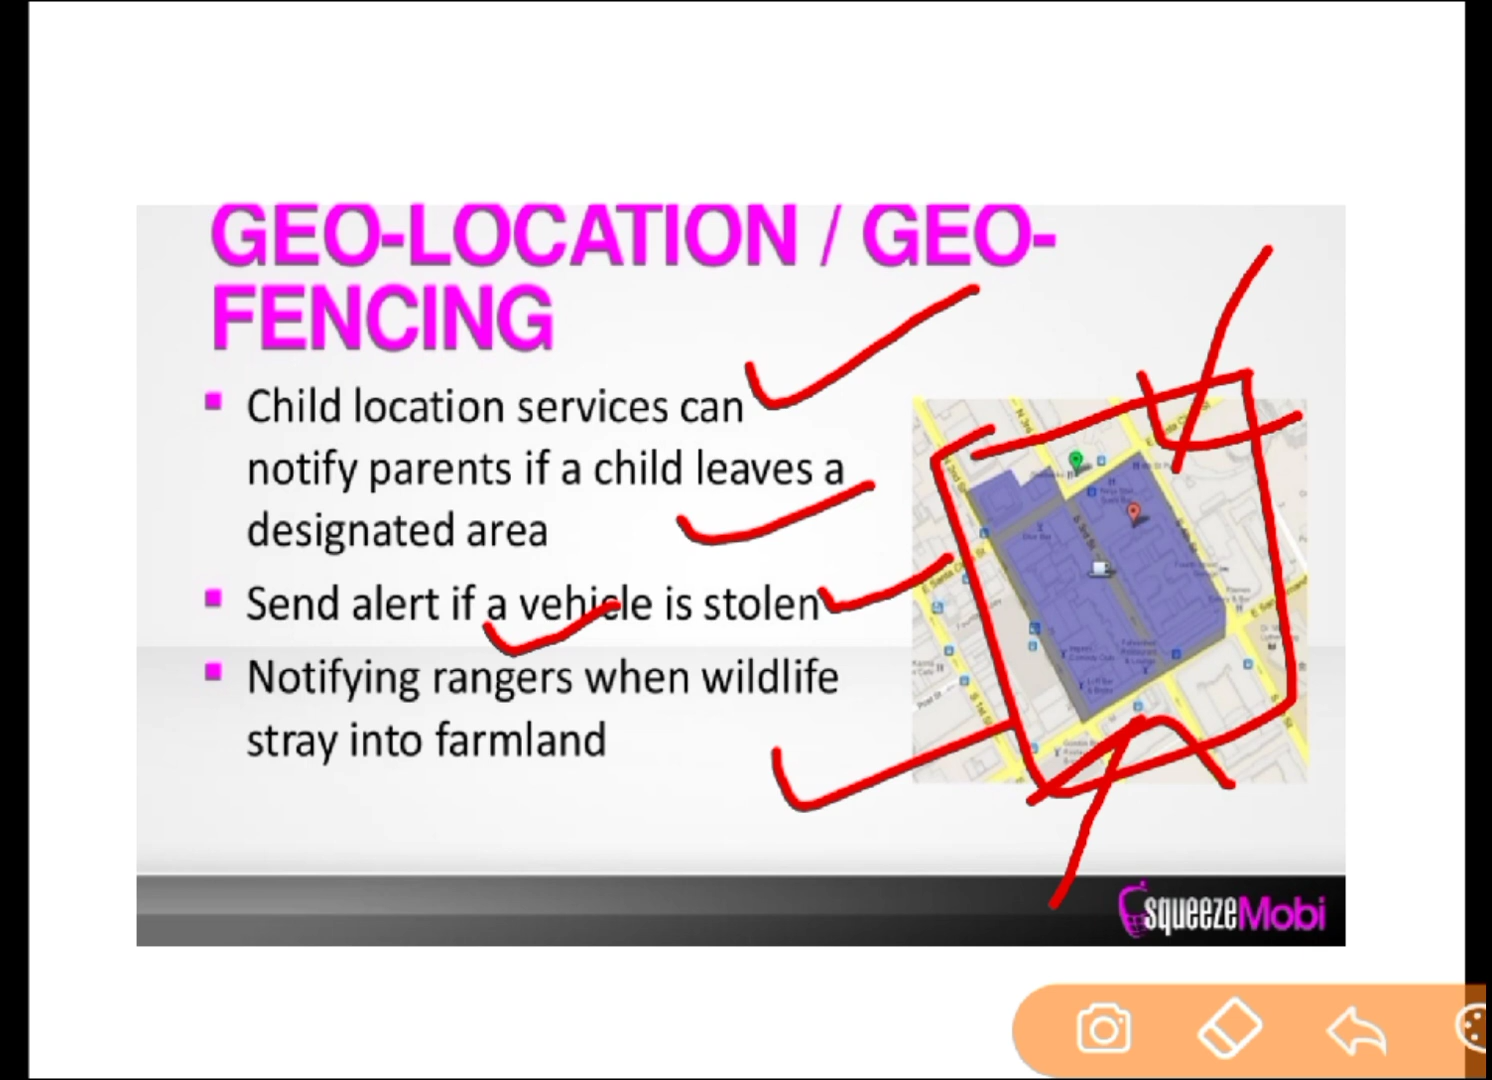 GEO-LOCATION / GEO-
FENCING
Child location services can
notify parents if a child leaves a
designated area
Send alert if a vehicle is stolen
Notifying rangers when wildlife
stray into farmland
squeezeMobi